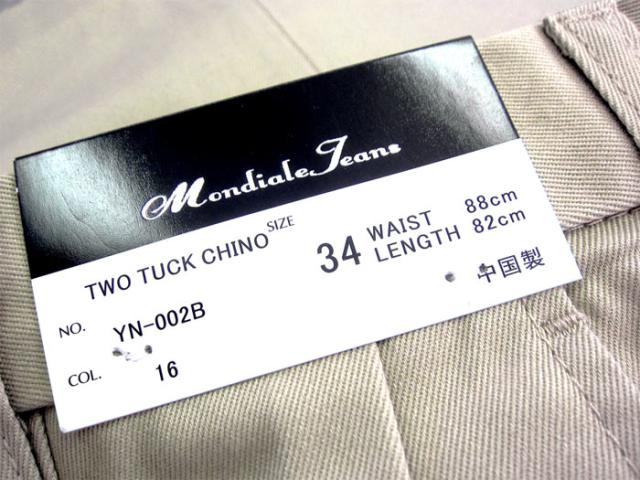 Mondiale Jeans
TWO TUCK CHINO
SIZE 34
WAIST 88cm
LENGTH 82cm
NO. YN-002B
中国製
COL. 16